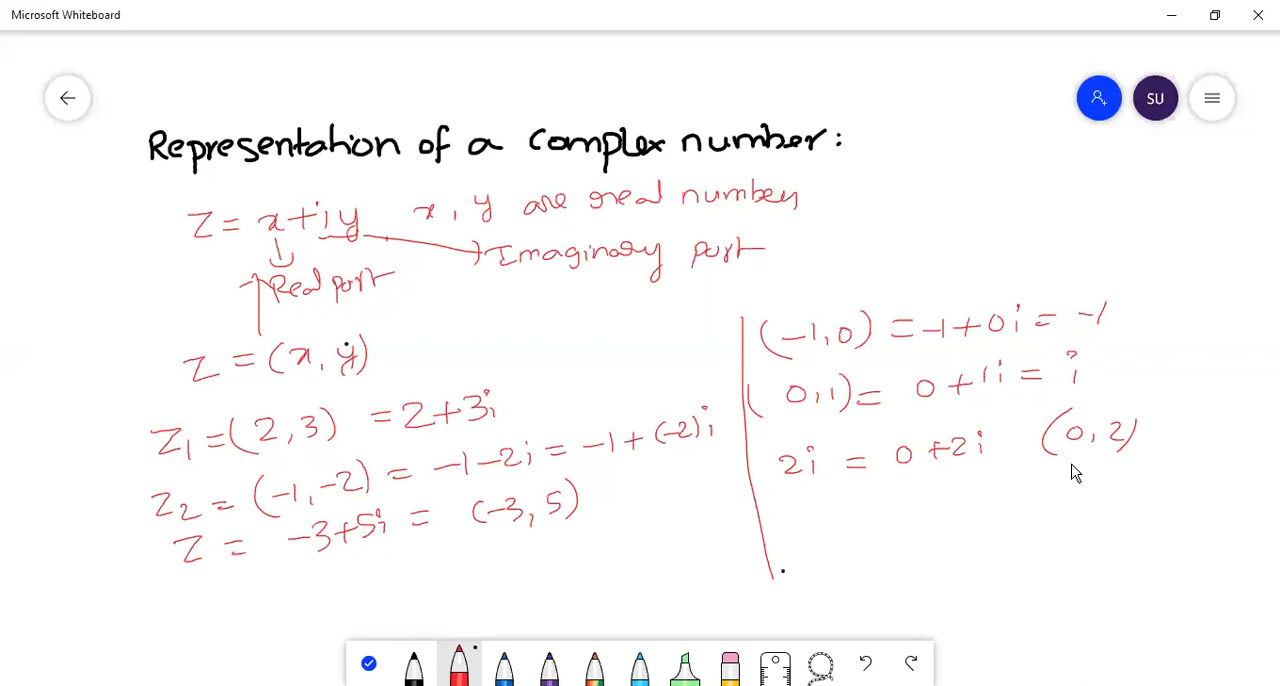 Microsoft Whiteboard
SU
Representation of a complex number:
z = x+iy x, y are real numbers
Imaginary part
Real part
z = (x, y)
z1 = (2, 3) = 2+3i
z2 = (-1, -2) = -1-2i = -1+(-2)i
z = -3+5i = (-3, 5)
(-1, 0) = -1+0i = -1
(0, 1) = 0+1i = i
2i = 0+2i (0, 2)